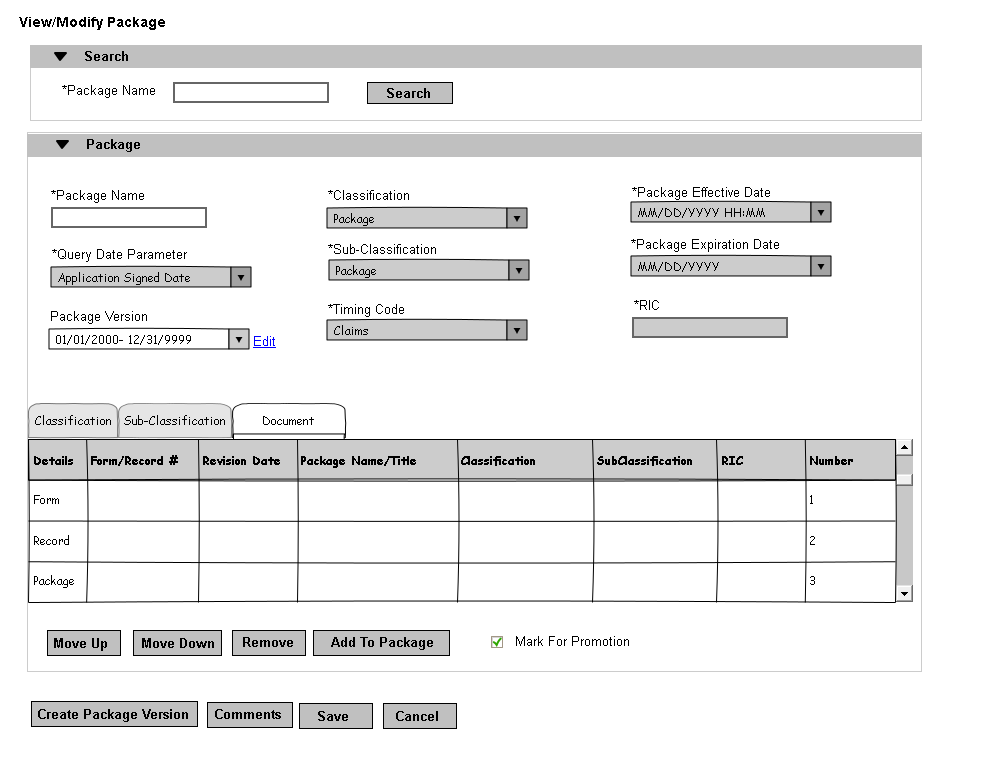 View/Modify Package
Search
*Package Name Search
Package
*Package Name *Classification *Package Effective Date
Package MM/DD/YYYY HH:MM
*Query Date Parameter *Sub-Classification *Package Expiration Date
Application Signed Date Package MM/DD/YYYY
Package Version *Timing Code *RIC
01/01/2000- 12/31/9999 Edit Claims
Classification Sub-Classification Document
Details Form/Record # Revision Date Package Name/Title Classification SubClassification RIC Number
Form 1
Record 2
Package 3
Move Up Move Down Remove Add To Package Mark For Promotion
Create Package Version Comments Save Cancel